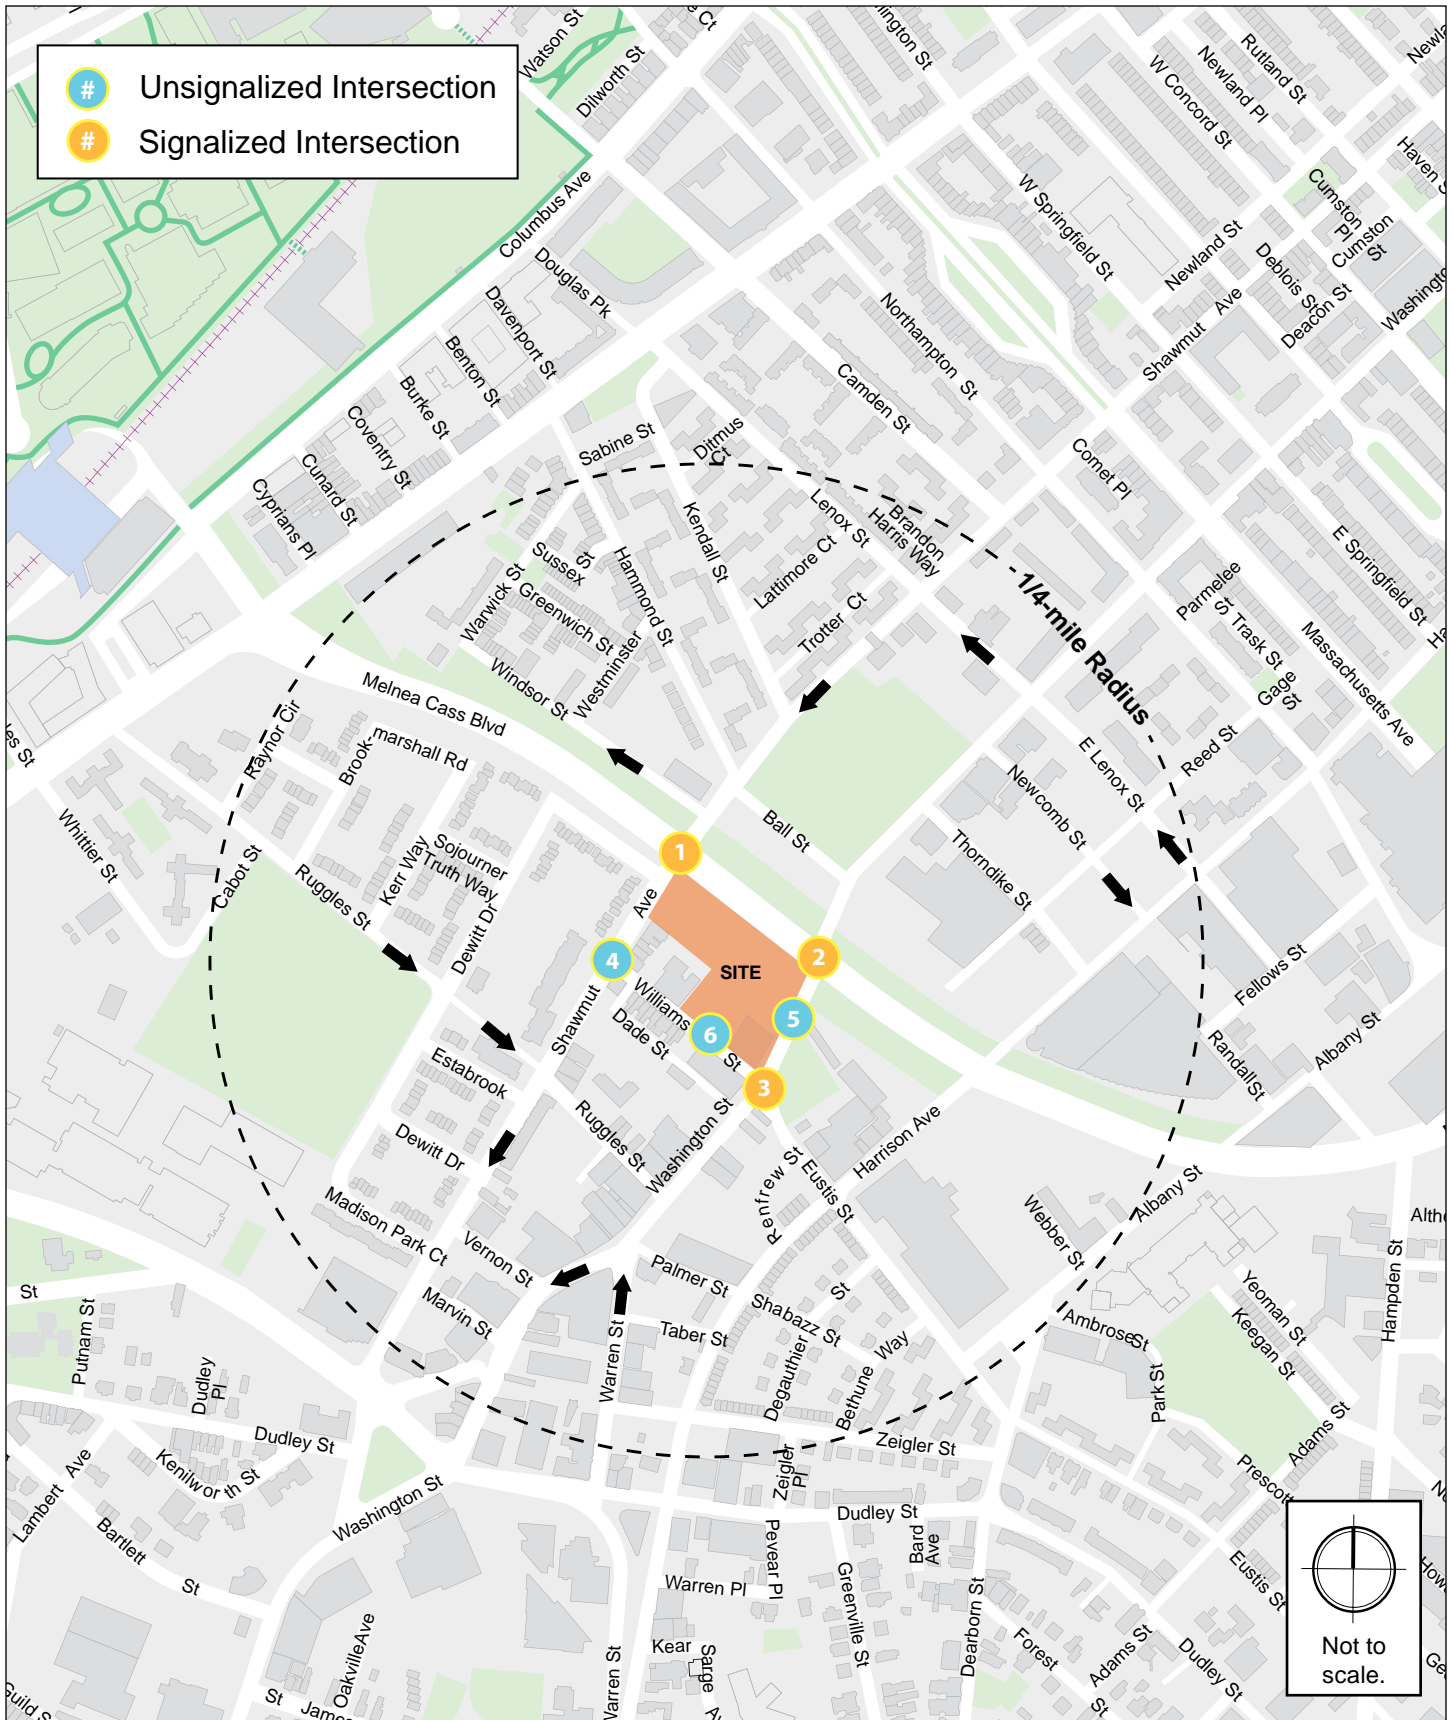 # Unsignalized Intersection
# Signalized Intersection
Watson St
Dilworth St
Columbus Ave
Douglas Pk
Davenport St
Benton St
Burke St
Coventry St
Cunard St
Cyprians Pl
Sabine St
Ditmus
Ct
Kendall St
Hammond St
Sussex
St
Warwick St
Greenwich St
Westminster
Windsor St
Lenox St
Brandon
Harris Way
Lattimore Ct
Trotter Ct
Camden St
Northampton St
W Springfield St
W Concord St
Newland Pl
Rutland St
Haven S
Cumston
Pl
Cumston
St
Newland St
Deblois St
Deacon St
Washingt
Shawmut Ave
Comet Pl
E Springfield St
Parmelee
St
Trask St
Gage
St
Massachusetts Ave
1/4-mile Radius
E Lenox St
Reed St
Newcomb St
Thorndike St
Fellows St
Randall St
Albany St
Melnea Cass Blvd
Raynor Cir
Brook-
marshall Rd
Whittier St
Cabot St
Ruggles St
Kerr Way
Sojourner
Truth Way
Dewitt Dr
Ball St
Ave
1
2
SITE
4
5
6
3
Williams
St
Dade St
Shawmut
Estabrook
Dewitt Dr
Ruggles St
Washington St
Madison Park Ct
Vernon St
Marvin St
Renfrew St
Eustis St
Harrison Ave
Webber St
Albany St
Palmer St
Shabazz St
St
Taber St
Warren St
Degauthier
Bethune Way
Ambrose St
Park St
Yeoman St
Keegan St
Hampden St
Adams St
Prescott
St
Putnam St
Dudley
Pl
Dudley St
Kenilworth St
Lambert Ave
Bartlett
St
Washington St
Zeigler St
Zeigler
Pl
Dudley St
Bard
Ave
Pevear Pl
Greenville St
Warren Pl
Kear
Sarge
Dearborn St
Forest
St
Adams St
Dudley St
Eustis St
Oakville Ave
St
Warren St
Guild S
Not to
scale.